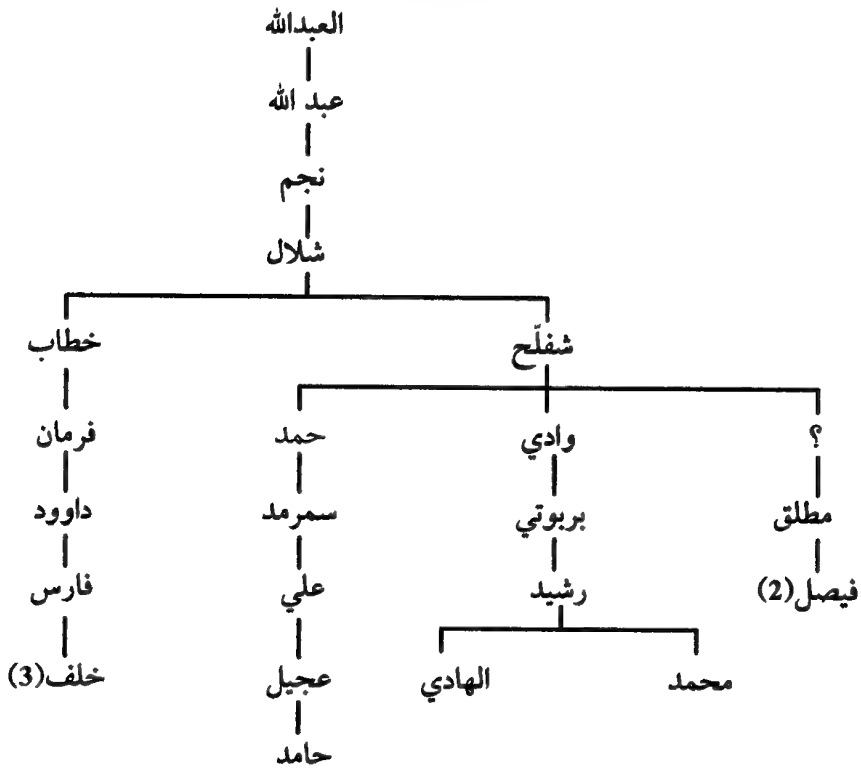 العبدالله
عبد الله
نجم
شلال
شفلّح خطاب
؟ وادي حمد فرمان
مطلق بربوتي سمرمد داوود
فيصل(2) رشيد علي فارس
محمد الهادي عجيل خلف(3)
حامد